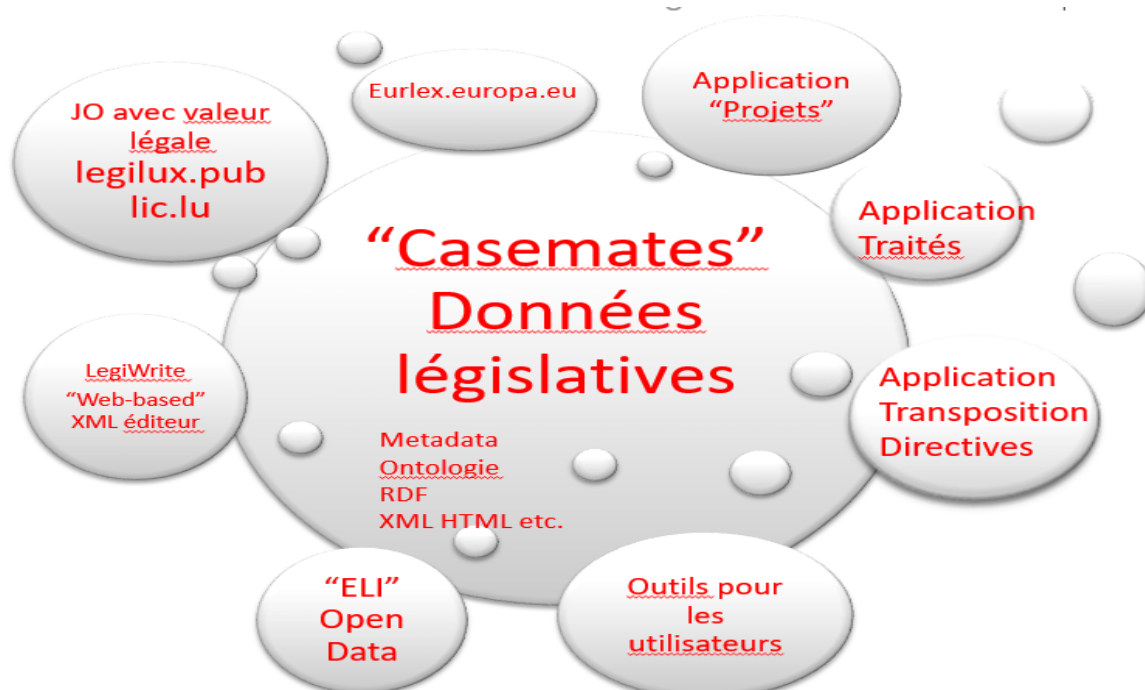 JO avec valeur
légale
legilux.pub
lic.lu
Eurlex.europa.eu
Application
“Projets”
Application
Traités
“Casemates”
Données
législatives
LegiWrite
“Web-based”
XML éditeur
Application
Transposition
Directives
Metadata
Ontologie
RDF
XML HTML etc.
“ELI”
Open
Data
Outils pour
les
utilisateurs